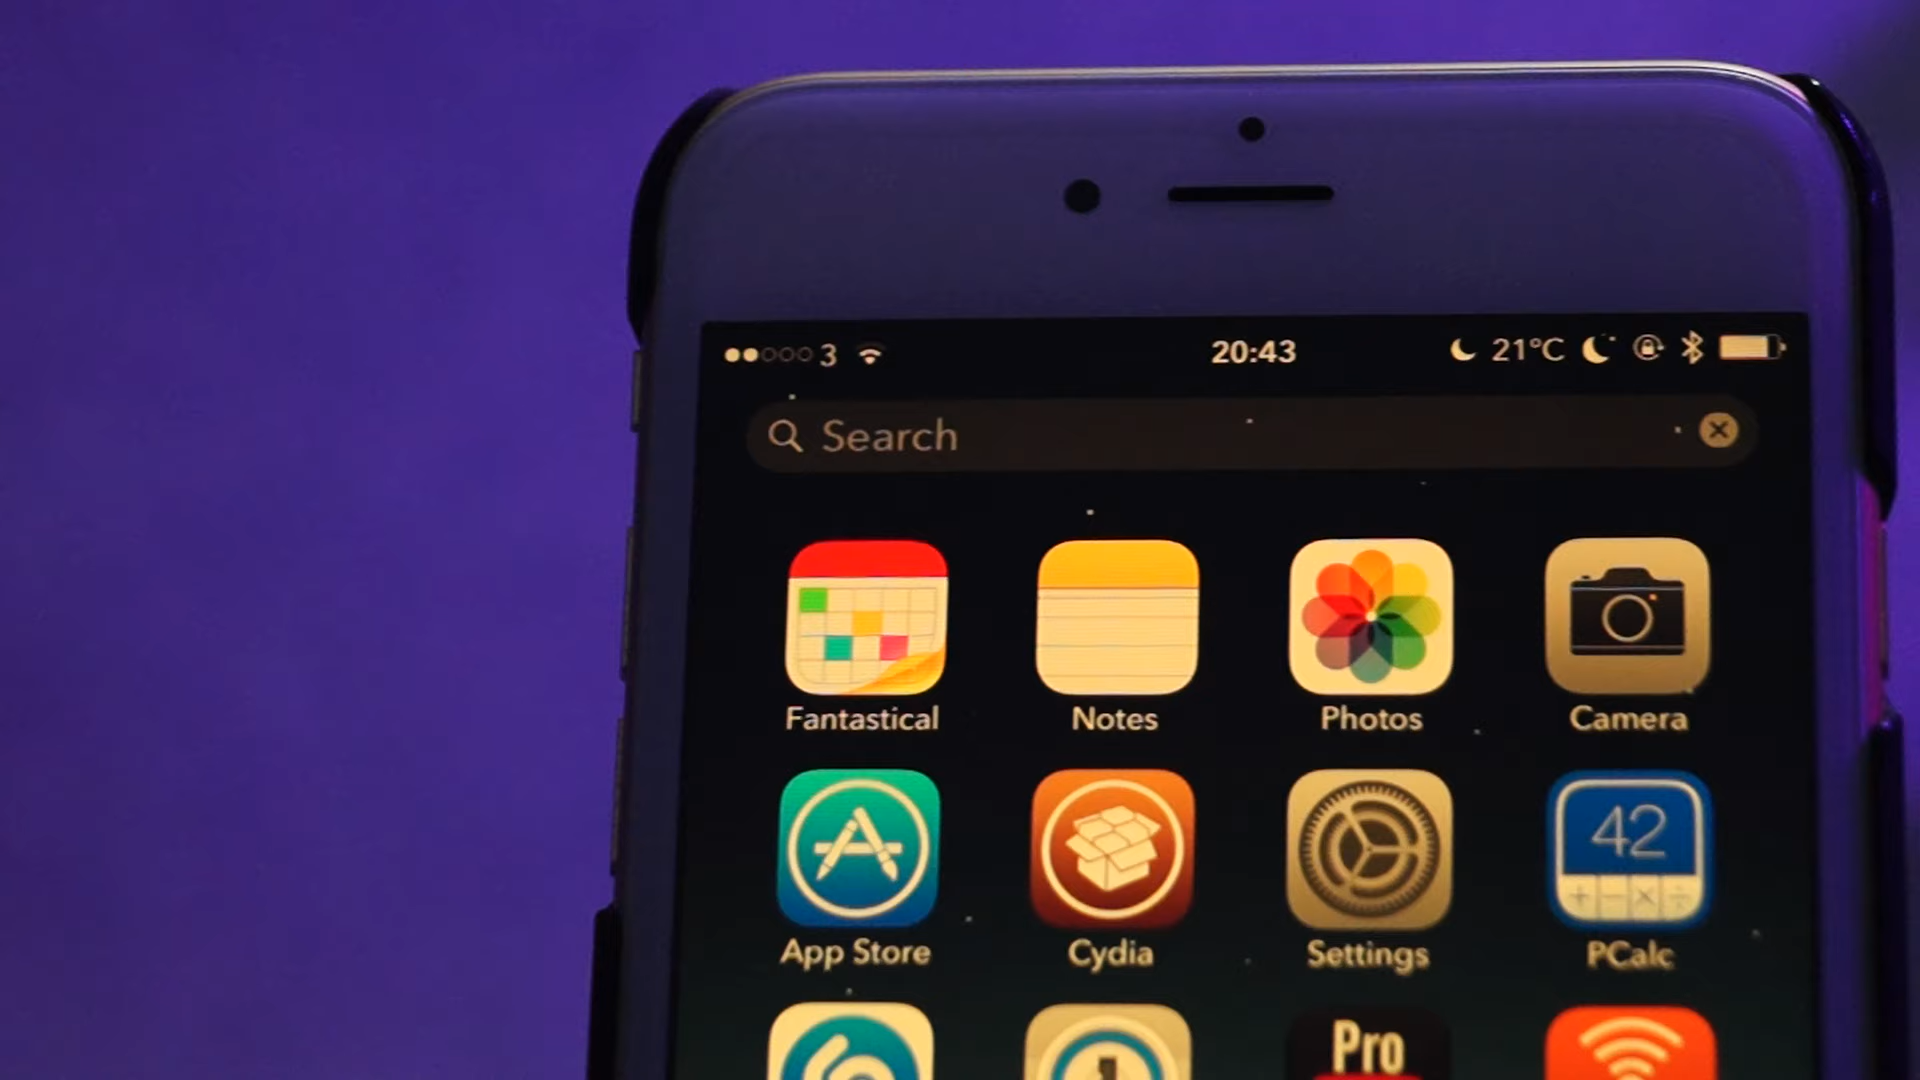 3 20:43 21°C
Search
Fantastical Notes Photos Camera
42
App Store Cydia Settings PCalc
Pro